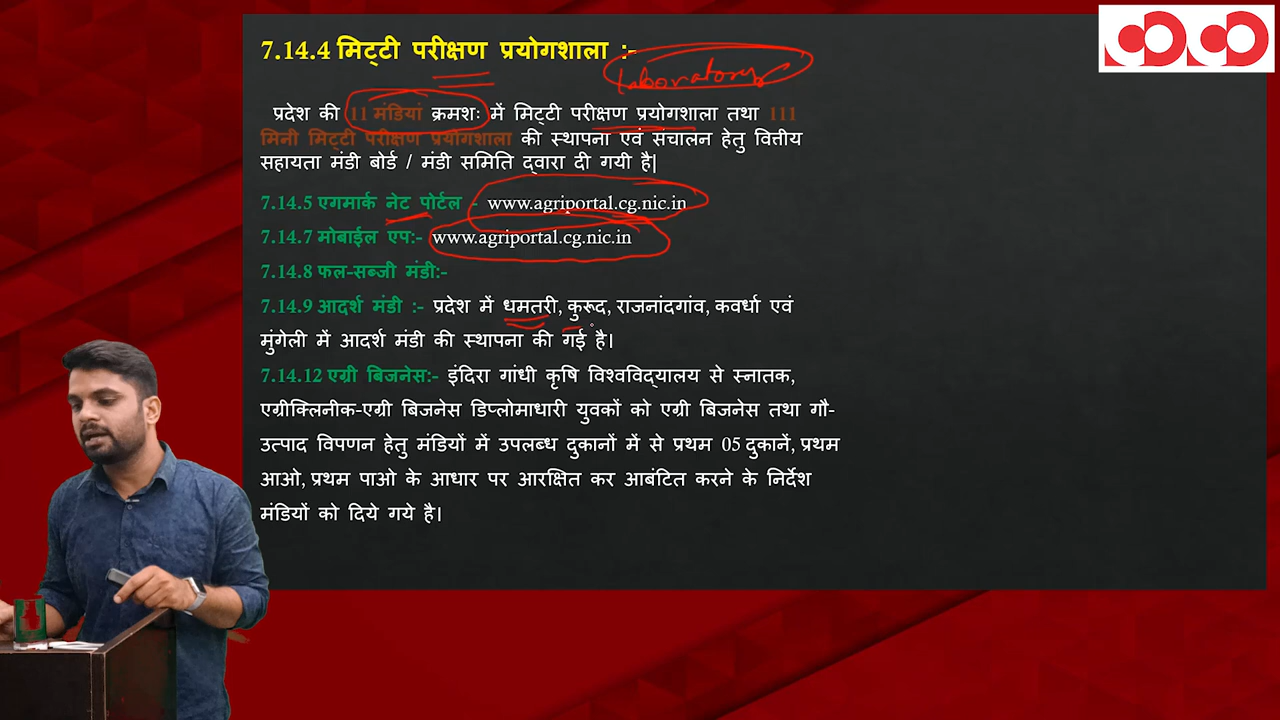 7.14.4 मिट्टी परीक्षण प्रयोगशाला :-
laboratory
प्रदेश की 11 मंडियां क्रमशः में मिट्टी परीक्षण प्रयोगशाला तथा 111
मिनी मिट्टी परीक्षण प्रयोगशाला की स्थापना एवं संचालन हेतु वित्तीय
सहायता मंडी बोर्ड / मंडी समिति द्वारा दी गयी है|
7.14.5 एगमार्क नेट पोर्टल - www.agriportal.cg.nic.in
7.14.7 मोबाईल एप:- www.agriportal.cg.nic.in
7.14.8 फल-सब्जी मंडी:-
7.14.9 आदर्श मंडी :- प्रदेश में धमतरी, कुरूद, राजनांदगांव, कवर्धा एवं
मुंगेली में आदर्श मंडी की स्थापना की गई है।
7.14.12 एग्री बिजनेस:- इंदिरा गांधी कृषि विश्वविद्यालय से स्नातक,
एग्रीक्लिनीक-एग्री बिजनेस डिप्लोमाधारी युवकों को एग्री बिजनेस तथा गौ-
उत्पाद विपणन हेतु मंडियों में उपलब्ध दुकानों में से प्रथम 05 दुकानें, प्रथम
आओ, प्रथम पाओ के आधार पर आरक्षित कर आबंटित करने के निर्देश
मंडियों को दिये गये है।